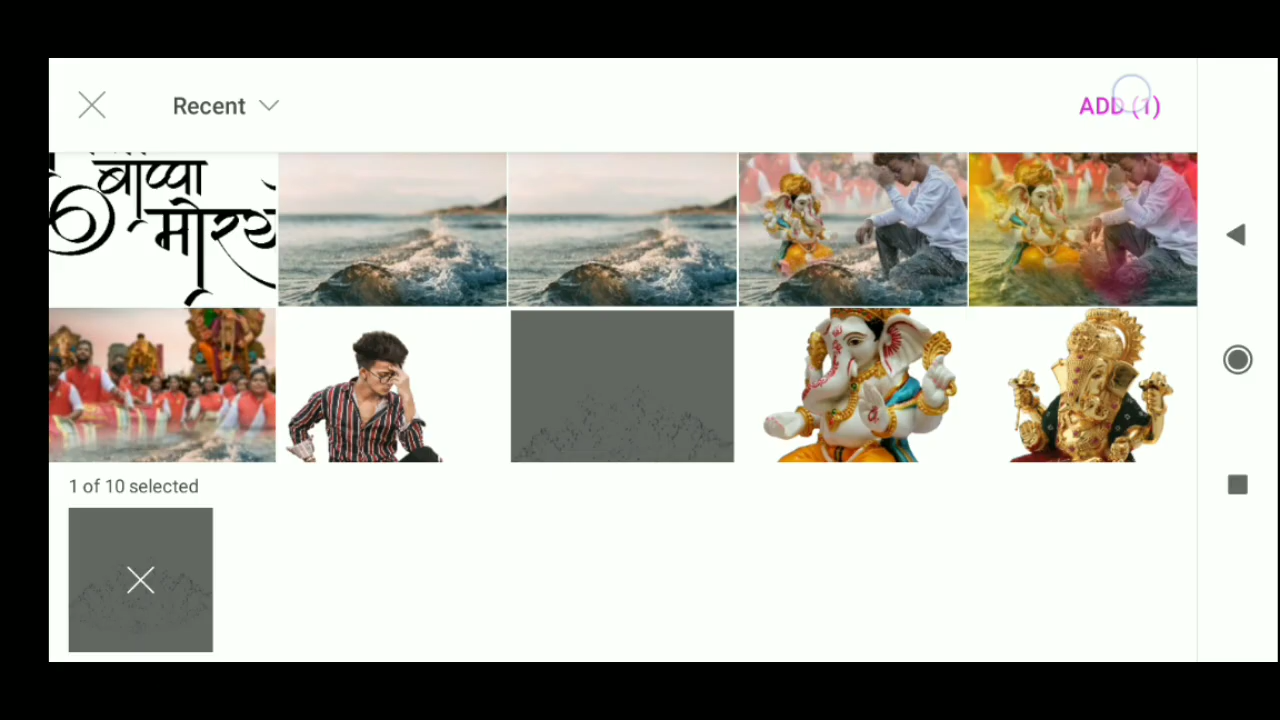 Recent
ADD (1)
बाप्पा
मोरया
1 of 10 selected